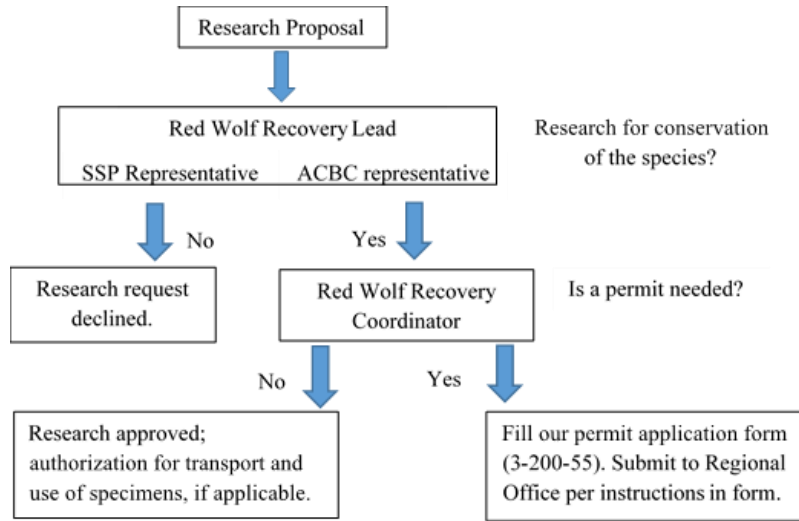 Research Proposal
Red Wolf Recovery Lead
SSP Representative ACBC representative
Research for conservation
of the species?
No
Yes
Research request
declined.
Red Wolf Recovery
Coordinator
Is a permit needed?
No
Yes
Research approved;
authorization for transport and
use of specimens, if applicable.
Fill our permit application form
(3-200-55). Submit to Regional
Office per instructions in form.